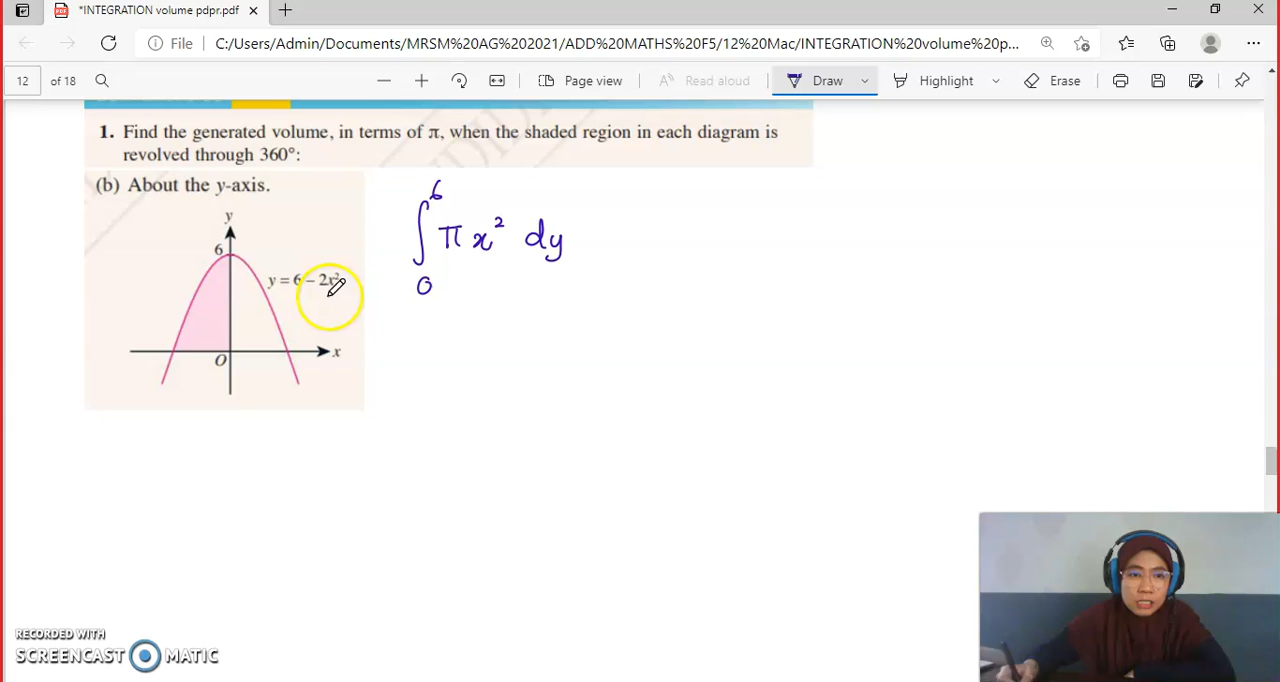 *INTEGRATION volume pdpr.pdf
File C:/Users/Admin/Documents/MRSM%20AG%202021/ADD%20MATHS%20F5/12%20Mac/INTEGRATION%20volume%20p...
12 of 18 Page view Read aloud Draw Highlight Erase
1. Find the generated volume, in terms of π, when the shaded region in each diagram is
revolved through 360°:
(b) About the y-axis.
y
6
y = 6 – 2x²
O
x
∫₀⁶ π x² dy
RECORDED WITH
SCREENCAST MATIC